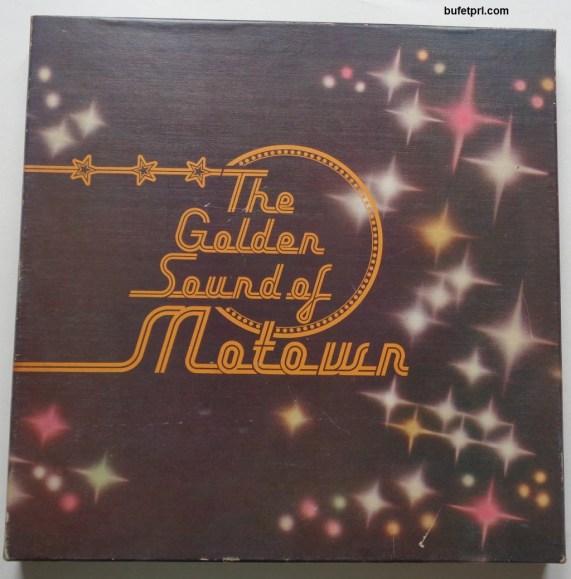 bufetprl.com
The
Golden
Sound of
Motown